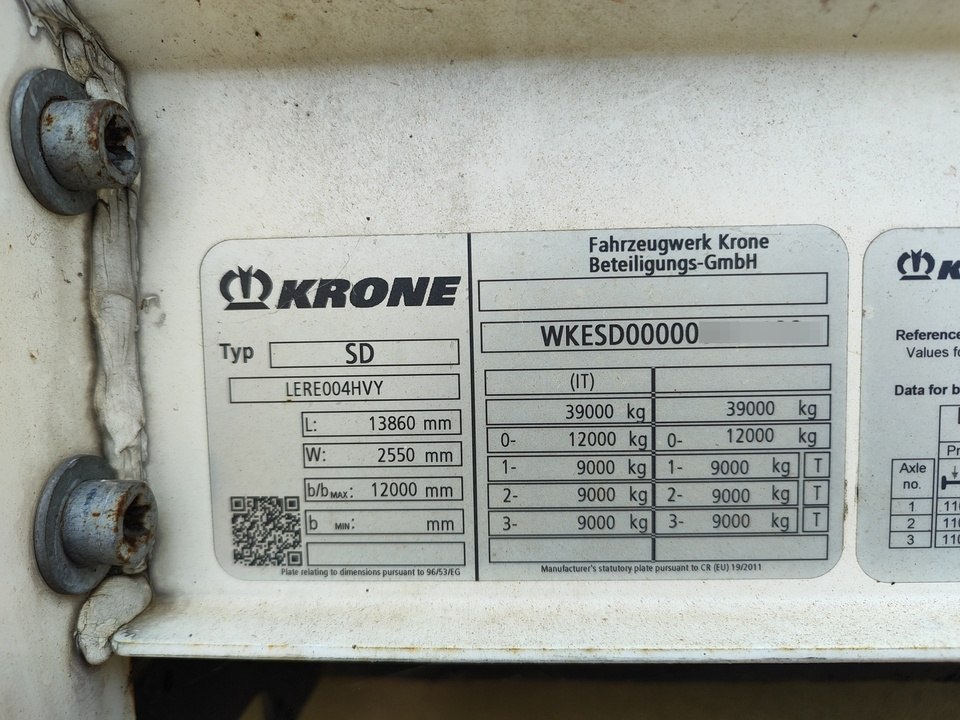 KRONE
Typ SD
LERE004HVY
L: 13860 mm
W: 2550 mm
b/b MAX: 12000 mm
b MIN: mm
Plate relating to dimensions pursuant to 96/53/EG
Fahrzeugwerk Krone
Beteiligungs-GmbH
WKESD00000
(IT)
39000 kg 39000 kg
0- 12000 kg 0- 12000 kg
1- 9000 kg 1- 9000 kg T
2- 9000 kg 2- 9000 kg T
3- 9000 kg 3- 9000 kg T
Manufacturer's statutory plate pursuant to CR (EU) 19/2011
Reference
Values
Data for
Axle
no.
1
2
3